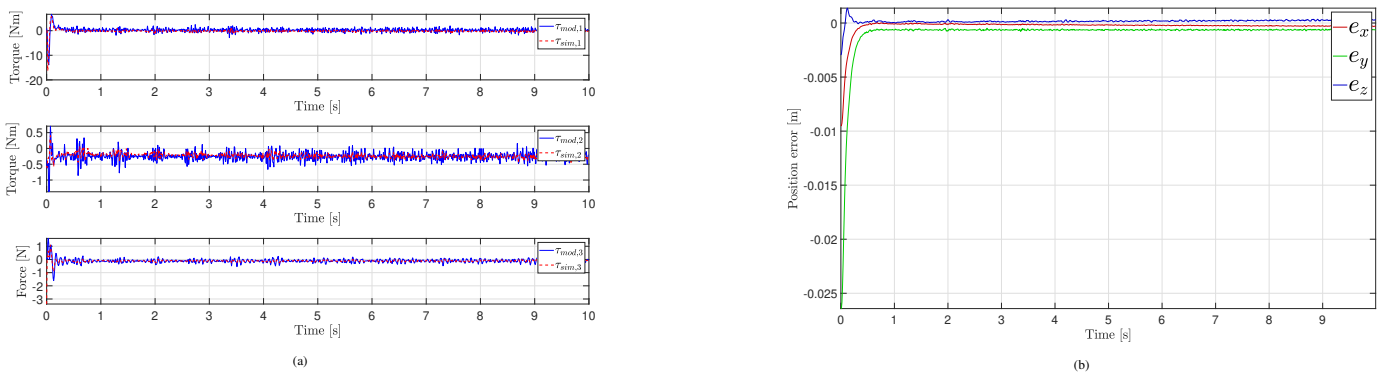 Torque [Nm]
0
-10
-20
τmod,1
τsim,1
0 1 2 3 4 5 6 7 8 9 10
Time [s]
Torque [Nm]
0.5
0
-0.5
-1
τmod,2
τsim,2
0 1 2 3 4 5 6 7 8 9 10
Time [s]
Force [N]
1
0
-1
-2
-3
τmod,3
τsim,3
0 1 2 3 4 5 6 7 8 9 10
Time [s]
(a)
Position error [m]
0
-0.005
-0.01
-0.015
-0.02
-0.025
ex
ey
ez
0 1 2 3 4 5 6 7 8 9
Time [s]
(b)